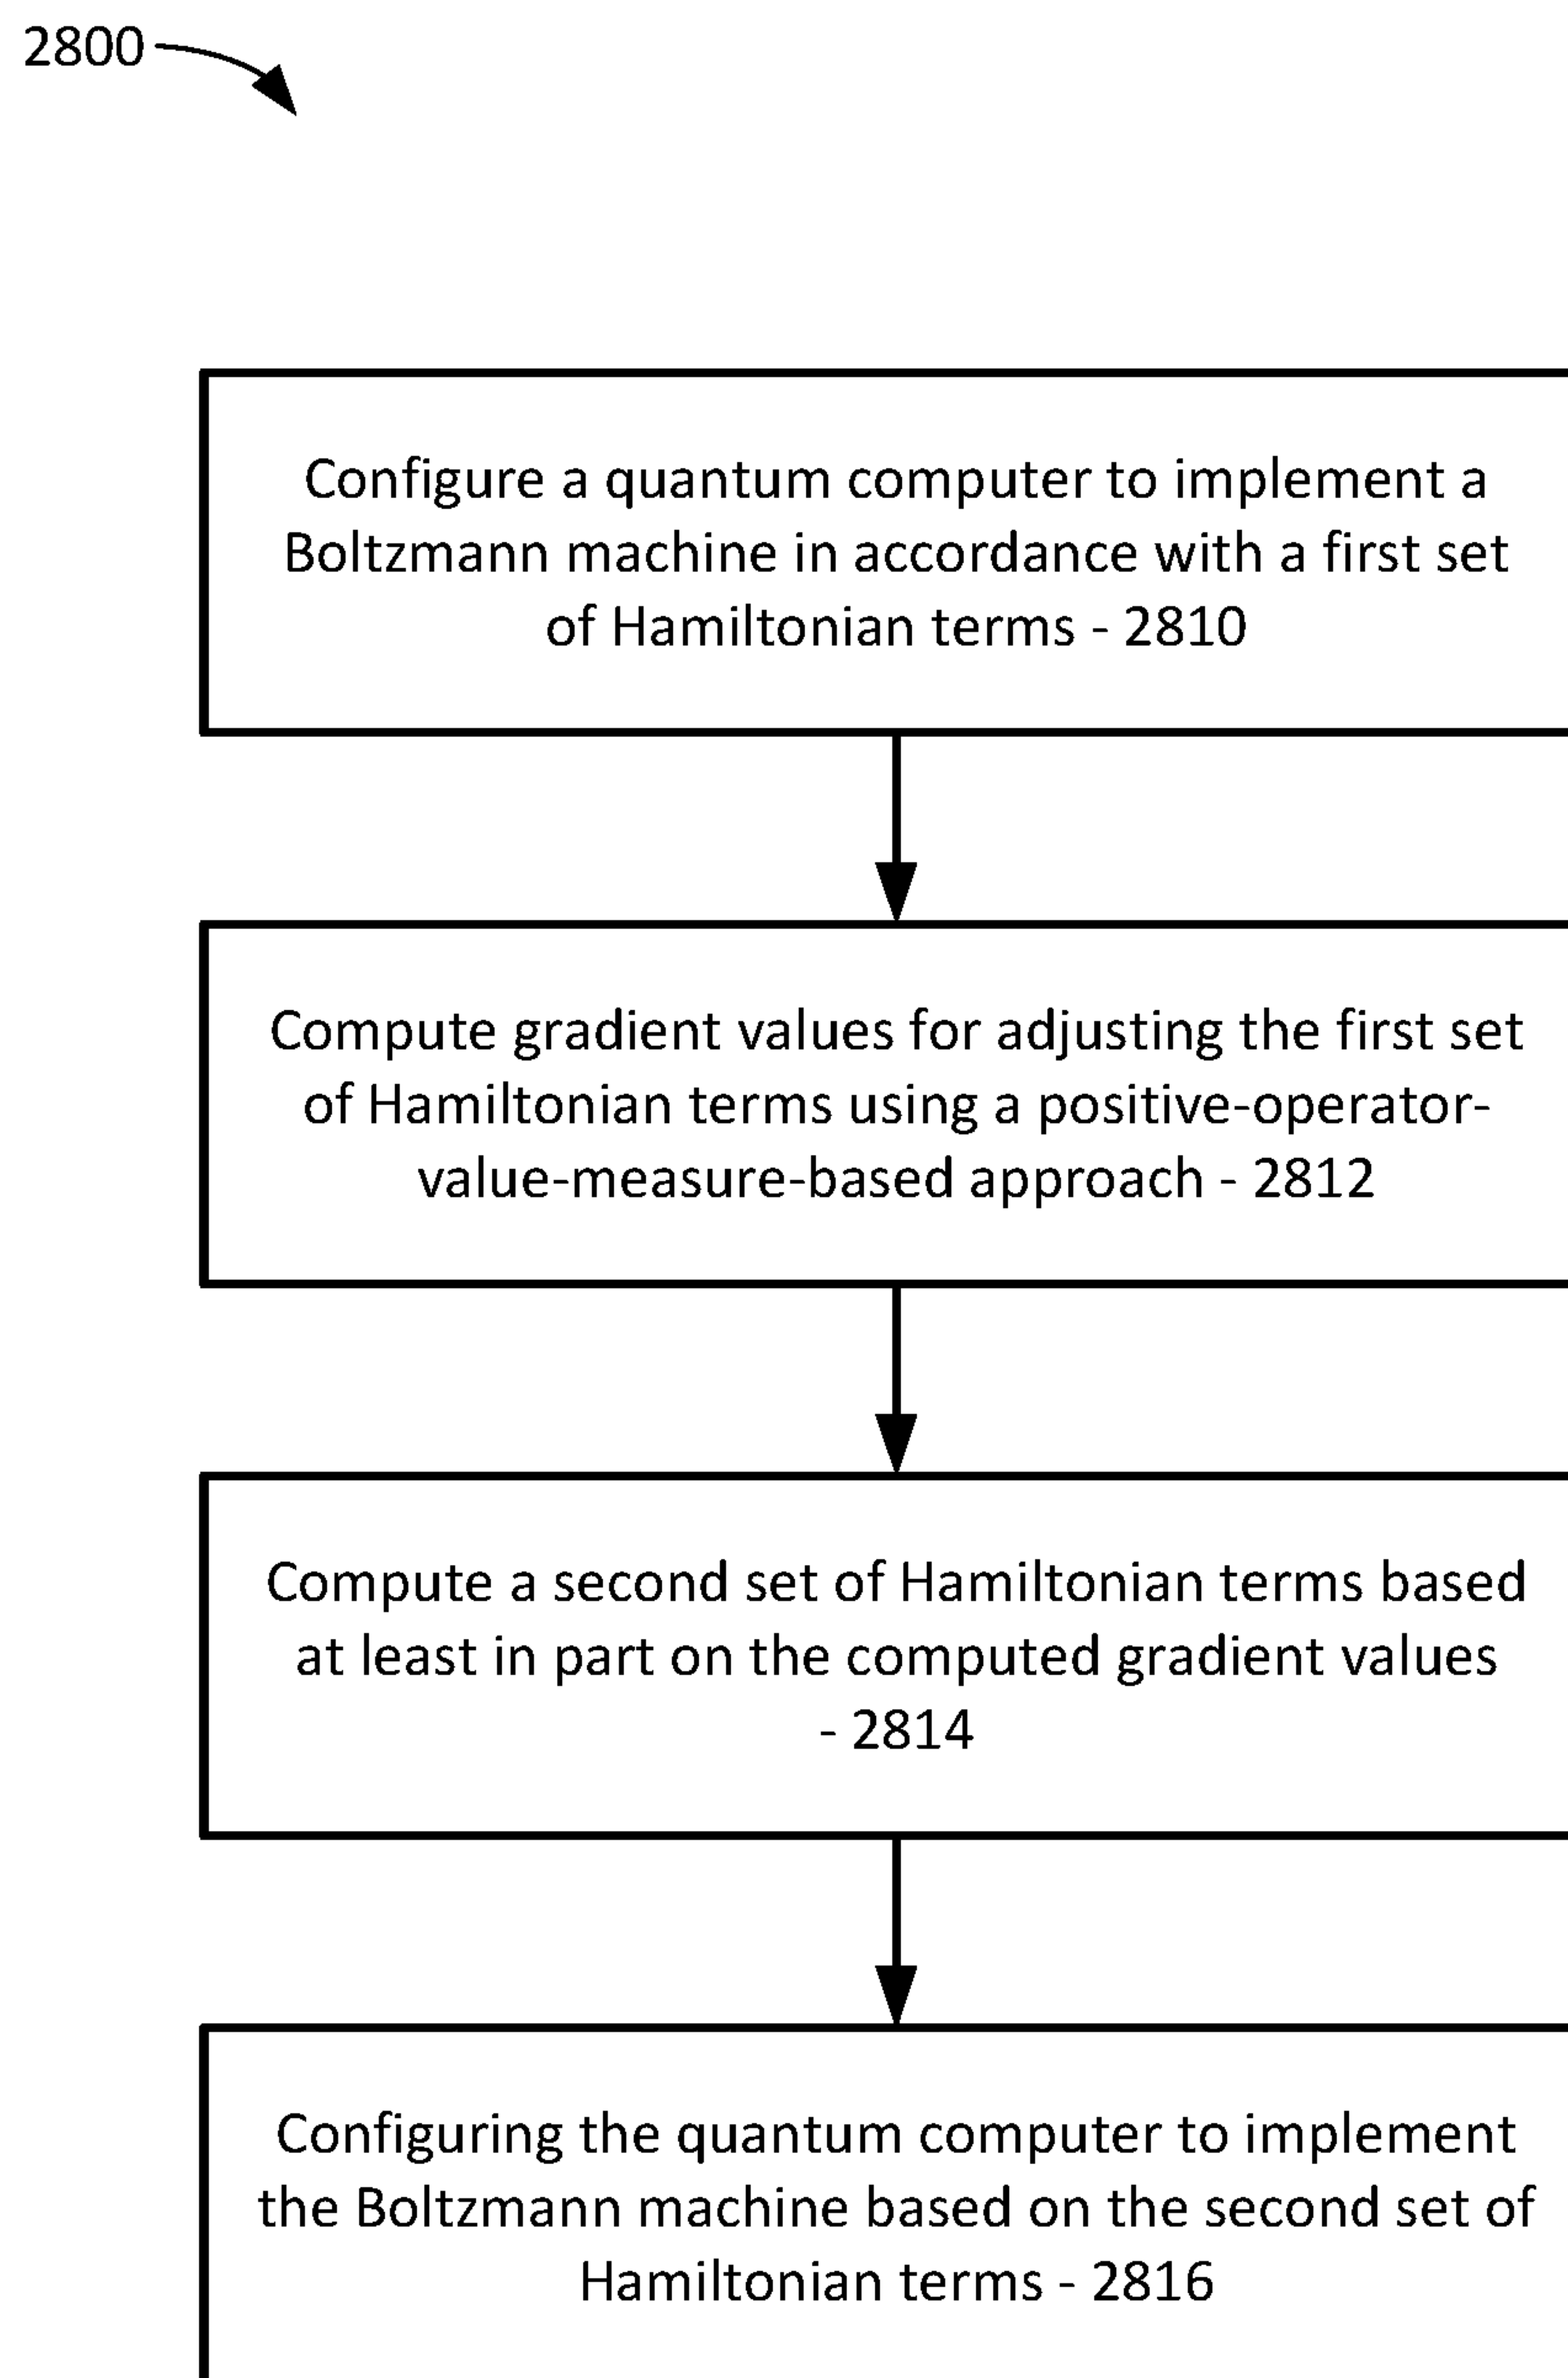 2800
Configure a quantum computer to implement a
Boltzmann machine in accordance with a first set
of Hamiltonian terms - 2810
Compute gradient values for adjusting the first set
of Hamiltonian terms using a positive-operator-
value-measure-based approach - 2812
Compute a second set of Hamiltonian terms based
at least in part on the computed gradient values
- 2814
Configuring the quantum computer to implement
the Boltzmann machine based on the second set of
Hamiltonian terms - 2816